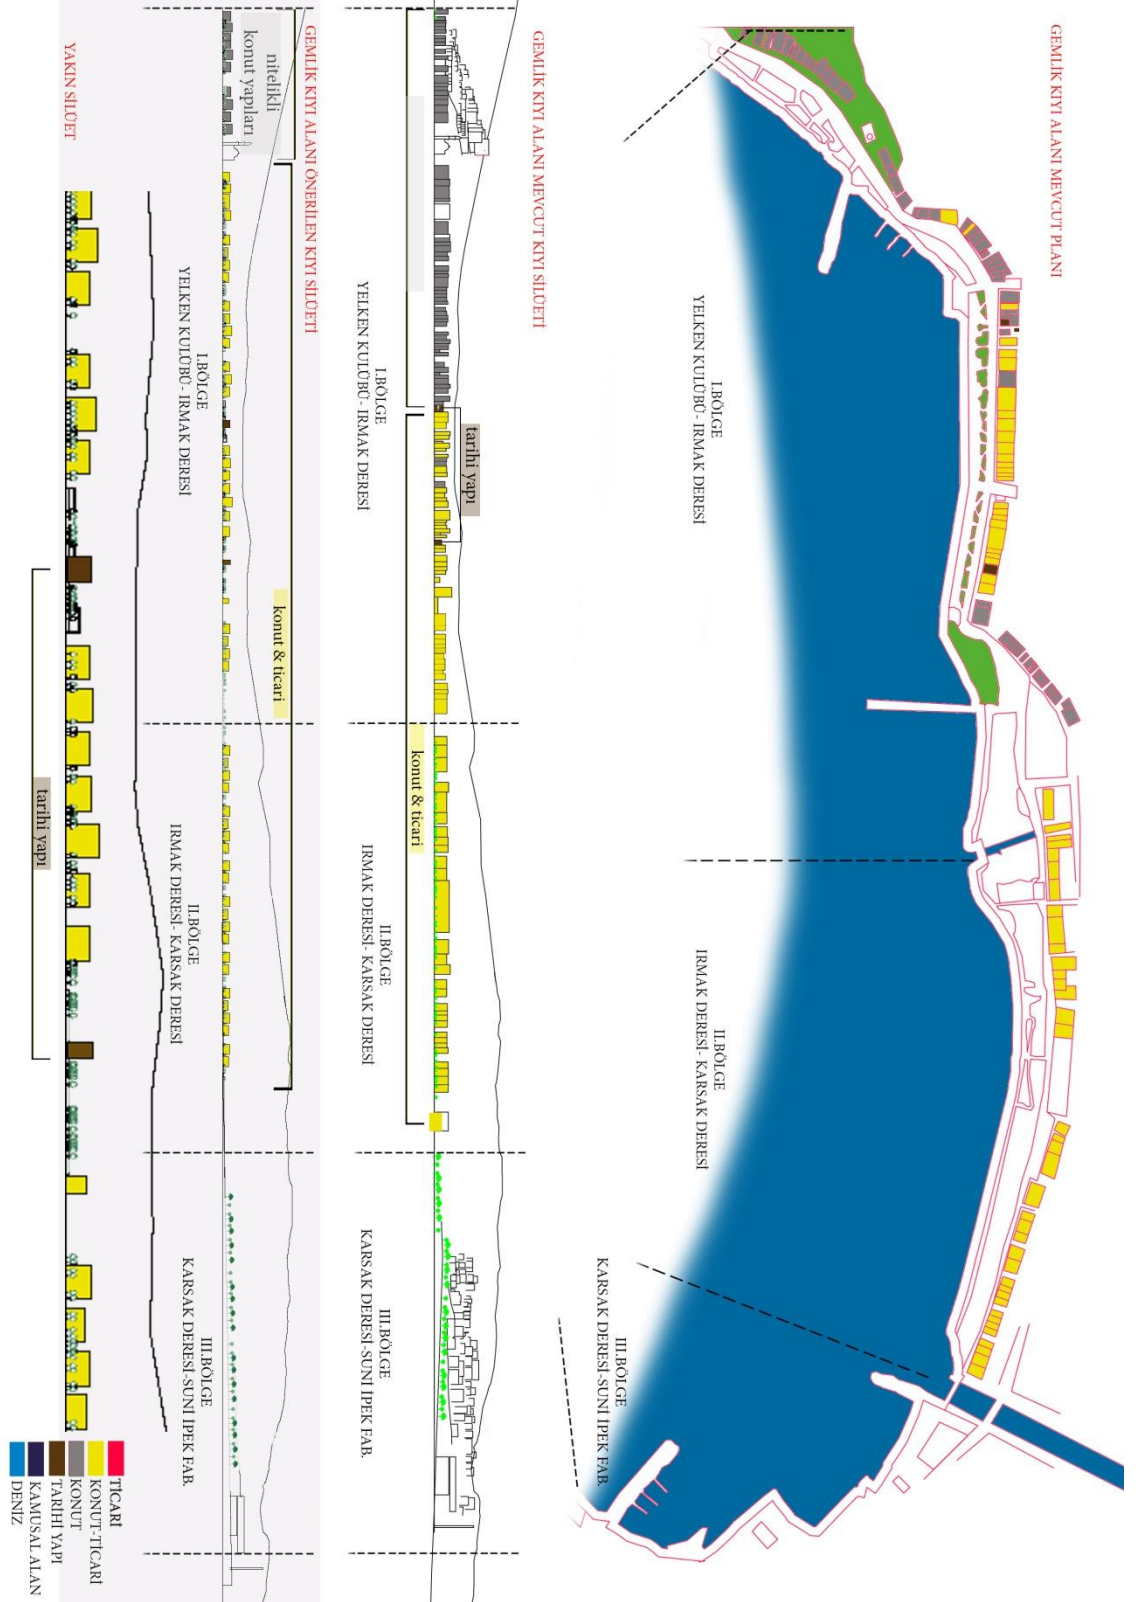 GEMLİK KIYI ALANI MEVCUT PLANI
I.BÖLGE
YELKEN KULÜBÜ- IRMAK DERESİ
II.BÖLGE
IRMAK DERESİ- KARSAK DERESİ
III.BÖLGE
KARSAK DERESİ-SUNİ İPEK FAB.
GEMLİK KIYI ALANI MEVCUT KIYI SİLÜETİ
tarihi yapı
konut & ticari
I.BÖLGE
YELKEN KULÜBÜ- IRMAK DERESİ
II.BÖLGE
IRMAK DERESİ- KARSAK DERESİ
III.BÖLGE
KARSAK DERESİ-SUNİ İPEK FAB.
GEMLİK KIYI ALANI ÖNERİLEN KIYI SİLÜETİ
nitelikli
konut yapıları
konut & ticari
I.BÖLGE
YELKEN KULÜBÜ- IRMAK DERESİ
II.BÖLGE
IRMAK DERESİ- KARSAK DERESİ
III.BÖLGE
KARSAK DERESİ-SUNİ İPEK FAB.
YAKIN SİLÜET
tarihi yapı
TİCARİ
KONUT-TİCARİ
KONUT
TARİHİ YAPI
KAMUSAL ALAN
DENİZ